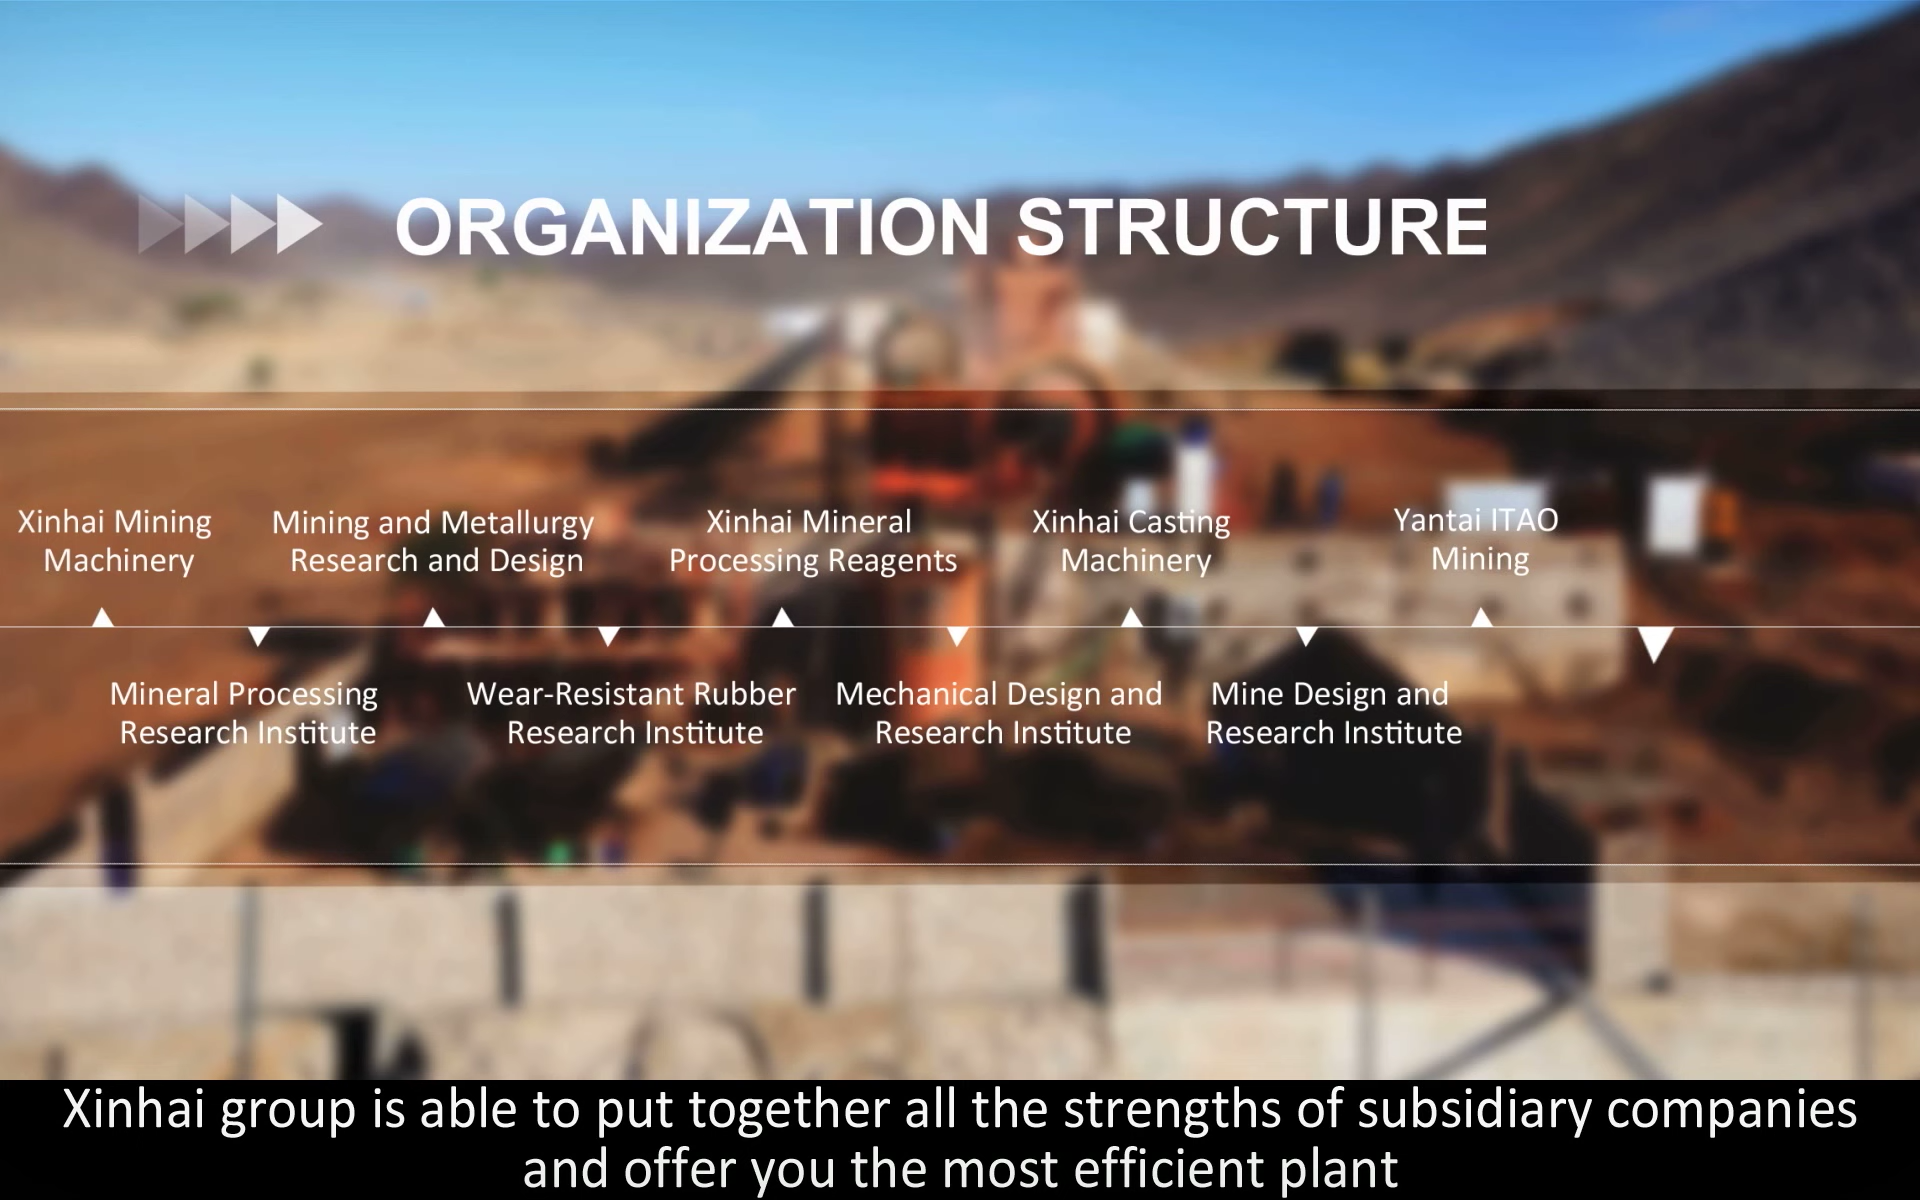 ORGANIZATION STRUCTURE
Xinhai Mining
Machinery
Mining and Metallurgy
Research and Design
Xinhai Mineral
Processing Reagents
Xinhai Casting
Machinery
Yantai ITAO
Mining
Mineral Processing
Research Institute
Wear-Resistant Rubber
Research Institute
Mechanical Design and
Research Institute
Mine Design and
Research Institute
Xinhai group is able to put together all the strengths of subsidiary companies
and offer you the most efficient plant